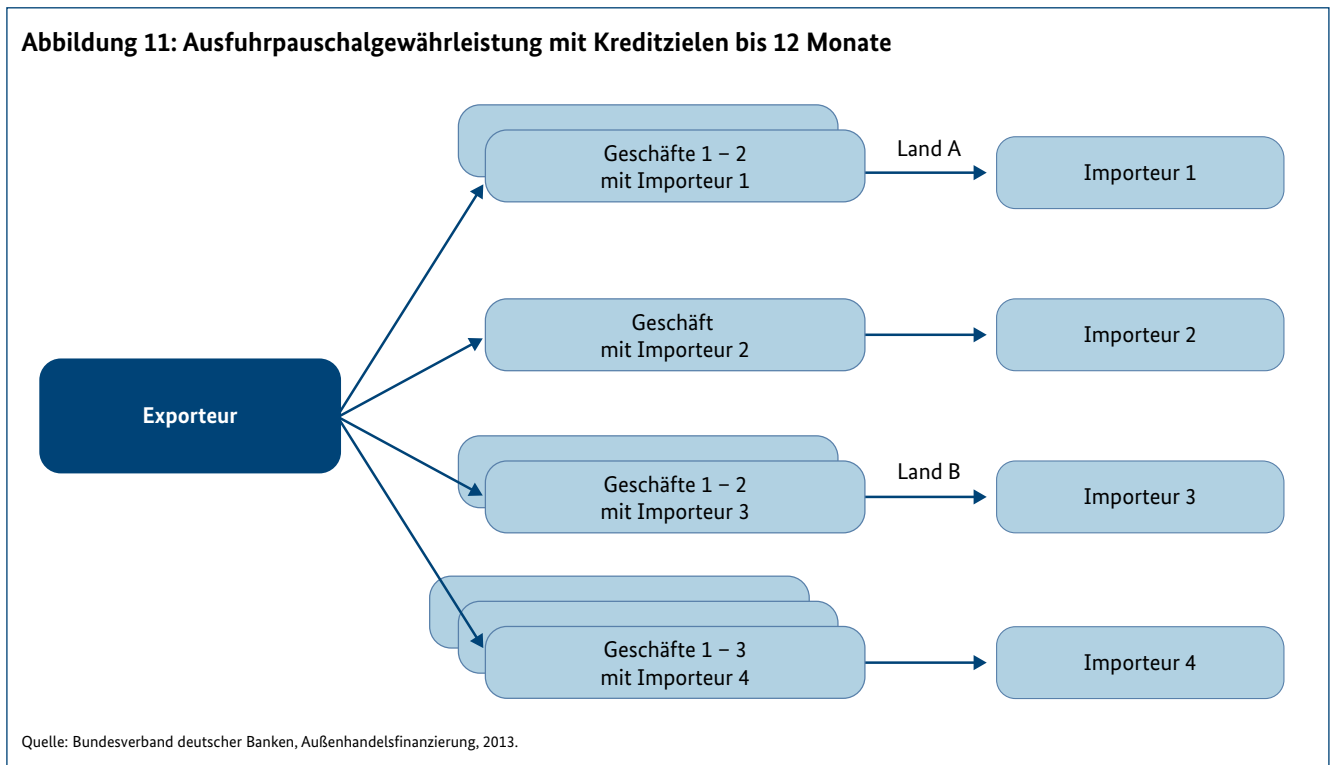 Abbildung 11: Ausfuhrpauschalgewährleistung mit Kreditzielen bis 12 Monate
Exporteur
Geschäfte 1 – 2
mit Importeur 1
Land A
Importeur 1
Geschäft
mit Importeur 2
Importeur 2
Geschäfte 1 – 2
mit Importeur 3
Land B
Importeur 3
Geschäfte 1 – 3
mit Importeur 4
Importeur 4
Quelle: Bundesverband deutscher Banken, Außenhandelsfinanzierung, 2013.